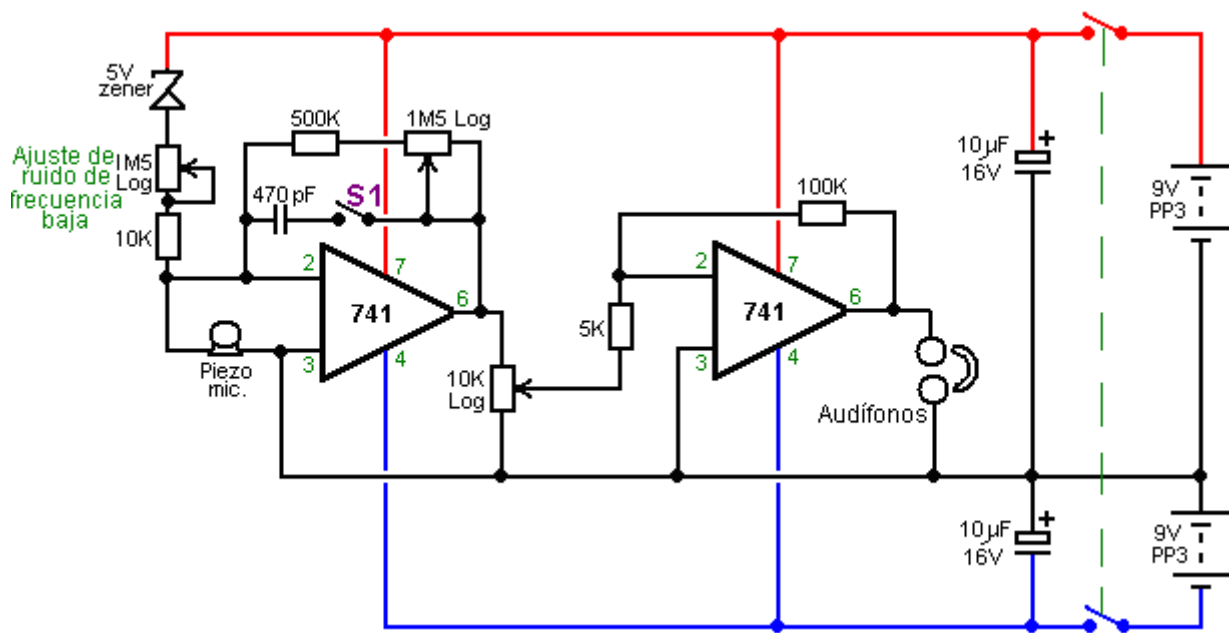 5V
zener
500K
1M5 Log
Ajuste de
ruido de
frecuencia
baja
1M5
Log
470 pF
S1
10K
2
7
741
6
3
4
Piezo
mic.
10K
Log
100K
2
7
741
6
5K
3
4
Audífonos
10µF
16V
+
9V
PP3
10µF
16V
+
9V
PP3